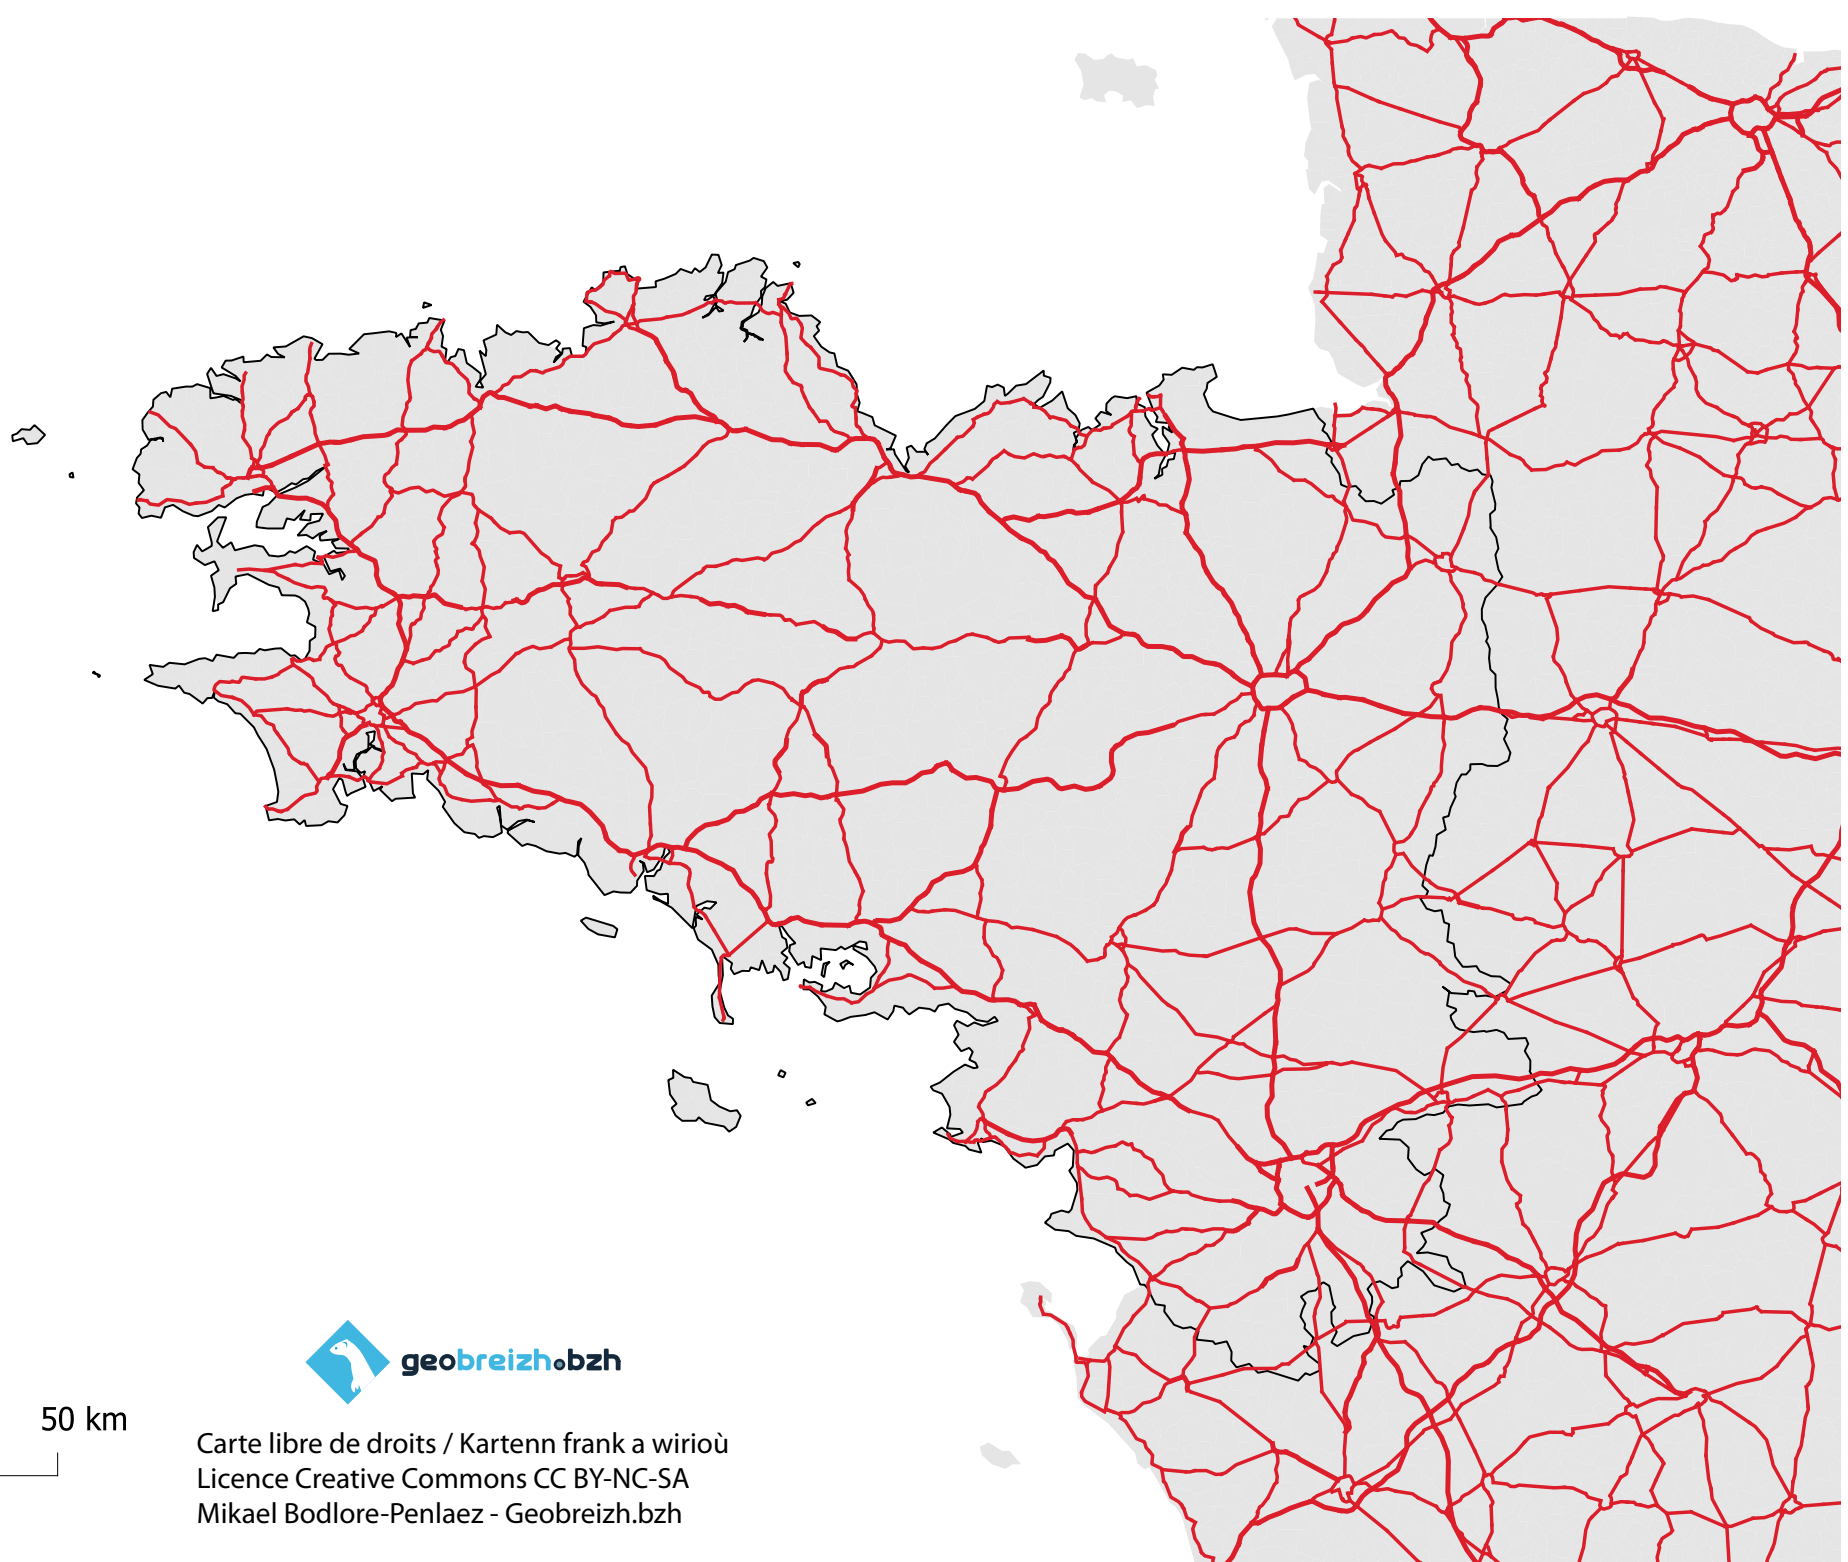 geobreizh.bzh
50 km
Carte libre de droits / Kartenn frank a wirioù
Licence Creative Commons CC BY-NC-SA
Mikael Bodlore-Penlaez - Geobreizh.bzh